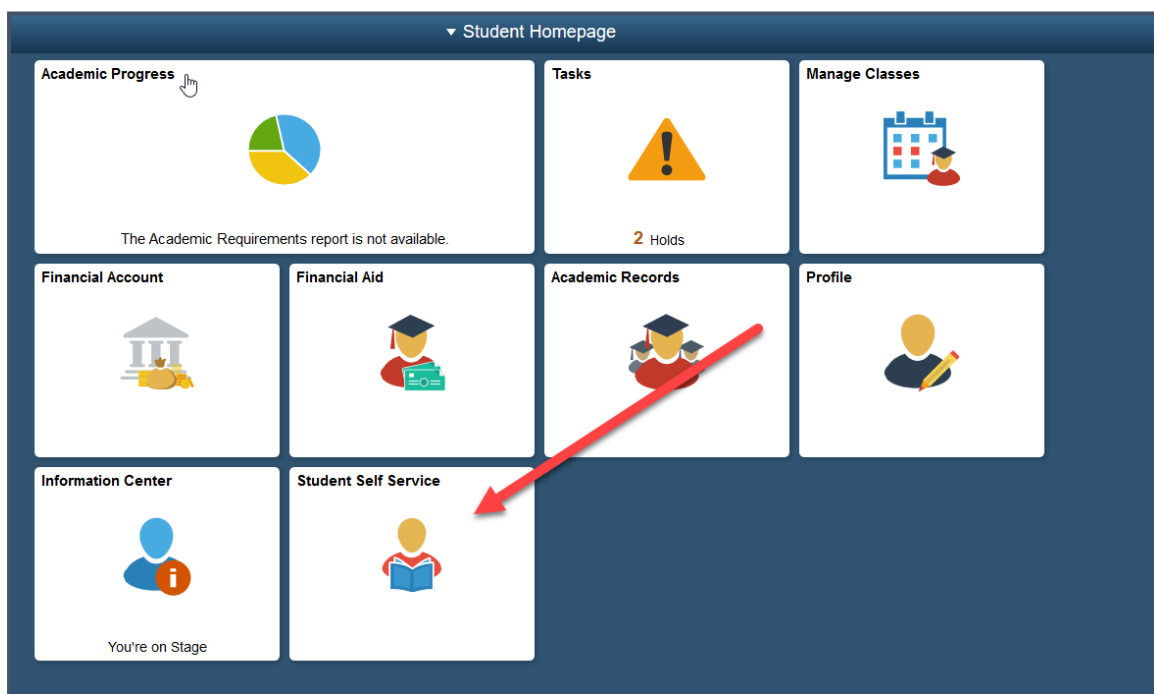 Student Homepage
Academic Progress
The Academic Requirements report is not available.
Tasks
2 Holds
Manage Classes
Financial Account
Financial Aid
Academic Records
Profile
Information Center
You're on Stage
Student Self Service